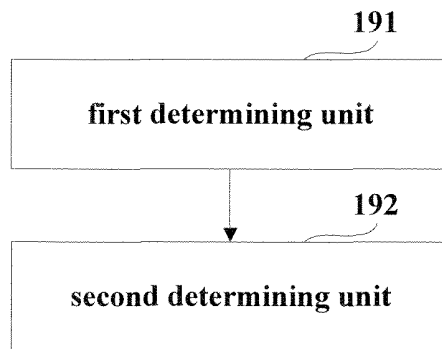 191
first determining unit
192
second determining unit